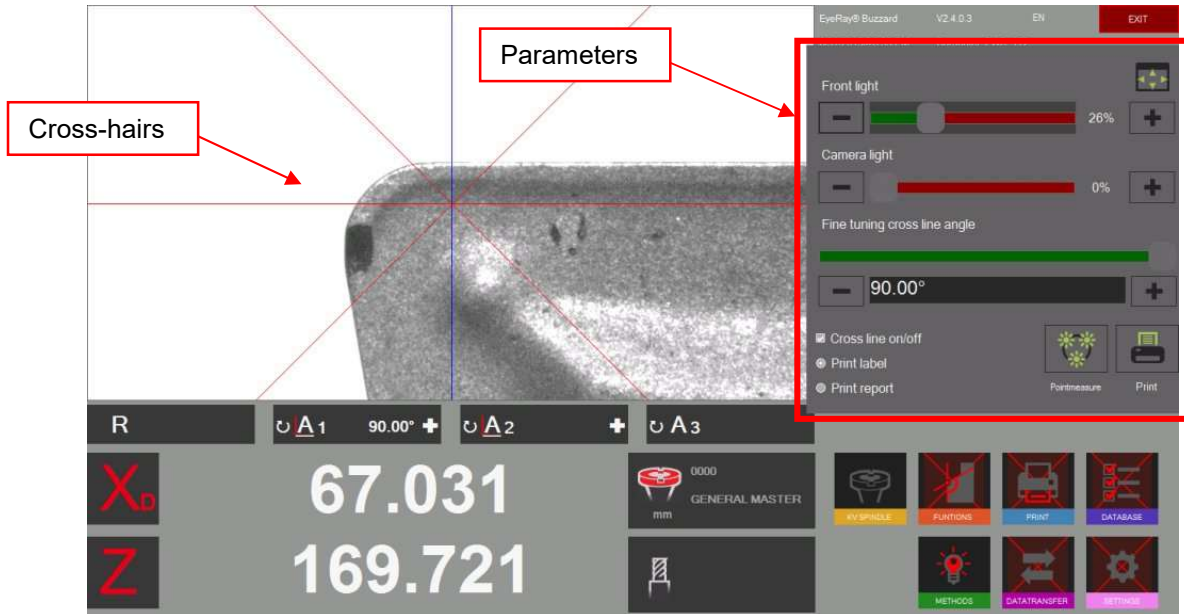 EyeRay® Buzzard V2.4.0.3 EN EXIT
Parameters
Front light
26%
Cross-hairs
Camera light
0%
Fine tuning cross line angle
90.00°
Cross line on/off
Print label
Print report
Pointmeasure Print
R A1 90.00° A2 A3
XD 67.031
mm
0000
GENERAL MASTER
KV SPINDLE FUNTIONS PRINT DATABASE
Z 169.721
METHODS DATATRANSFER SETTINGS